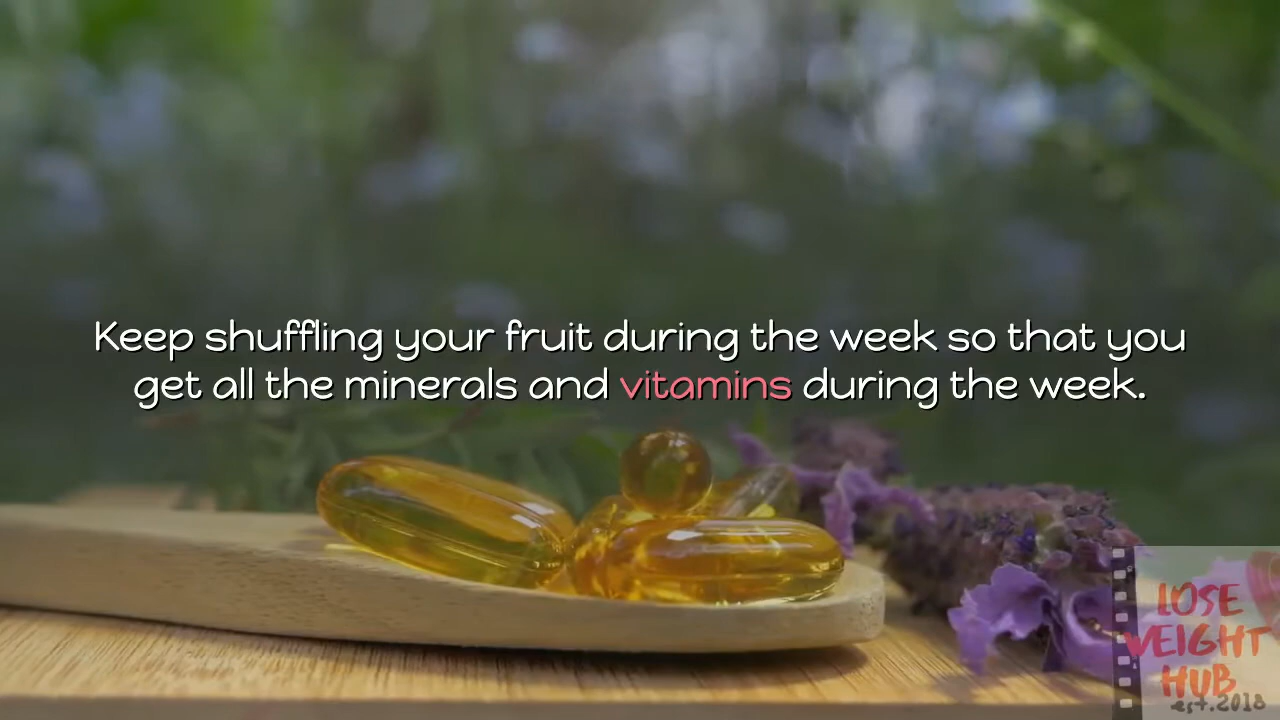 Keep shuffling your fruit during the week so that you
get all the minerals and vitamins during the week.
LOSE
WEIGHT
HUB
est.2018